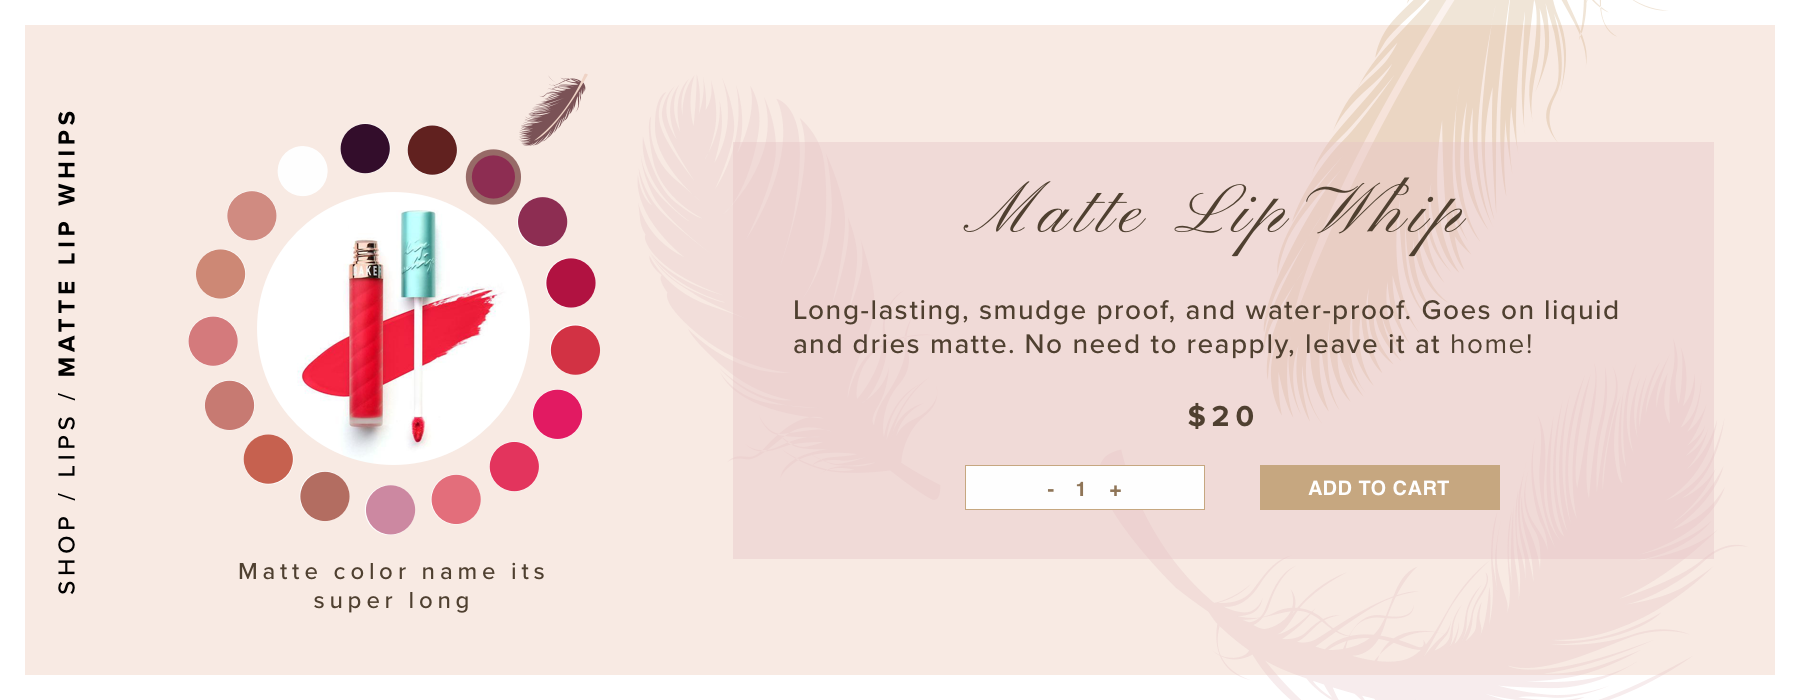 SHOP / LIPS / MATTE LIP WHIPS
Matte color name its
super long
Matte Lip Whip
Long-lasting, smudge proof, and water-proof. Goes on liquid
and dries matte. No need to reapply, leave it at home!
$20
- 1 +
ADD TO CART